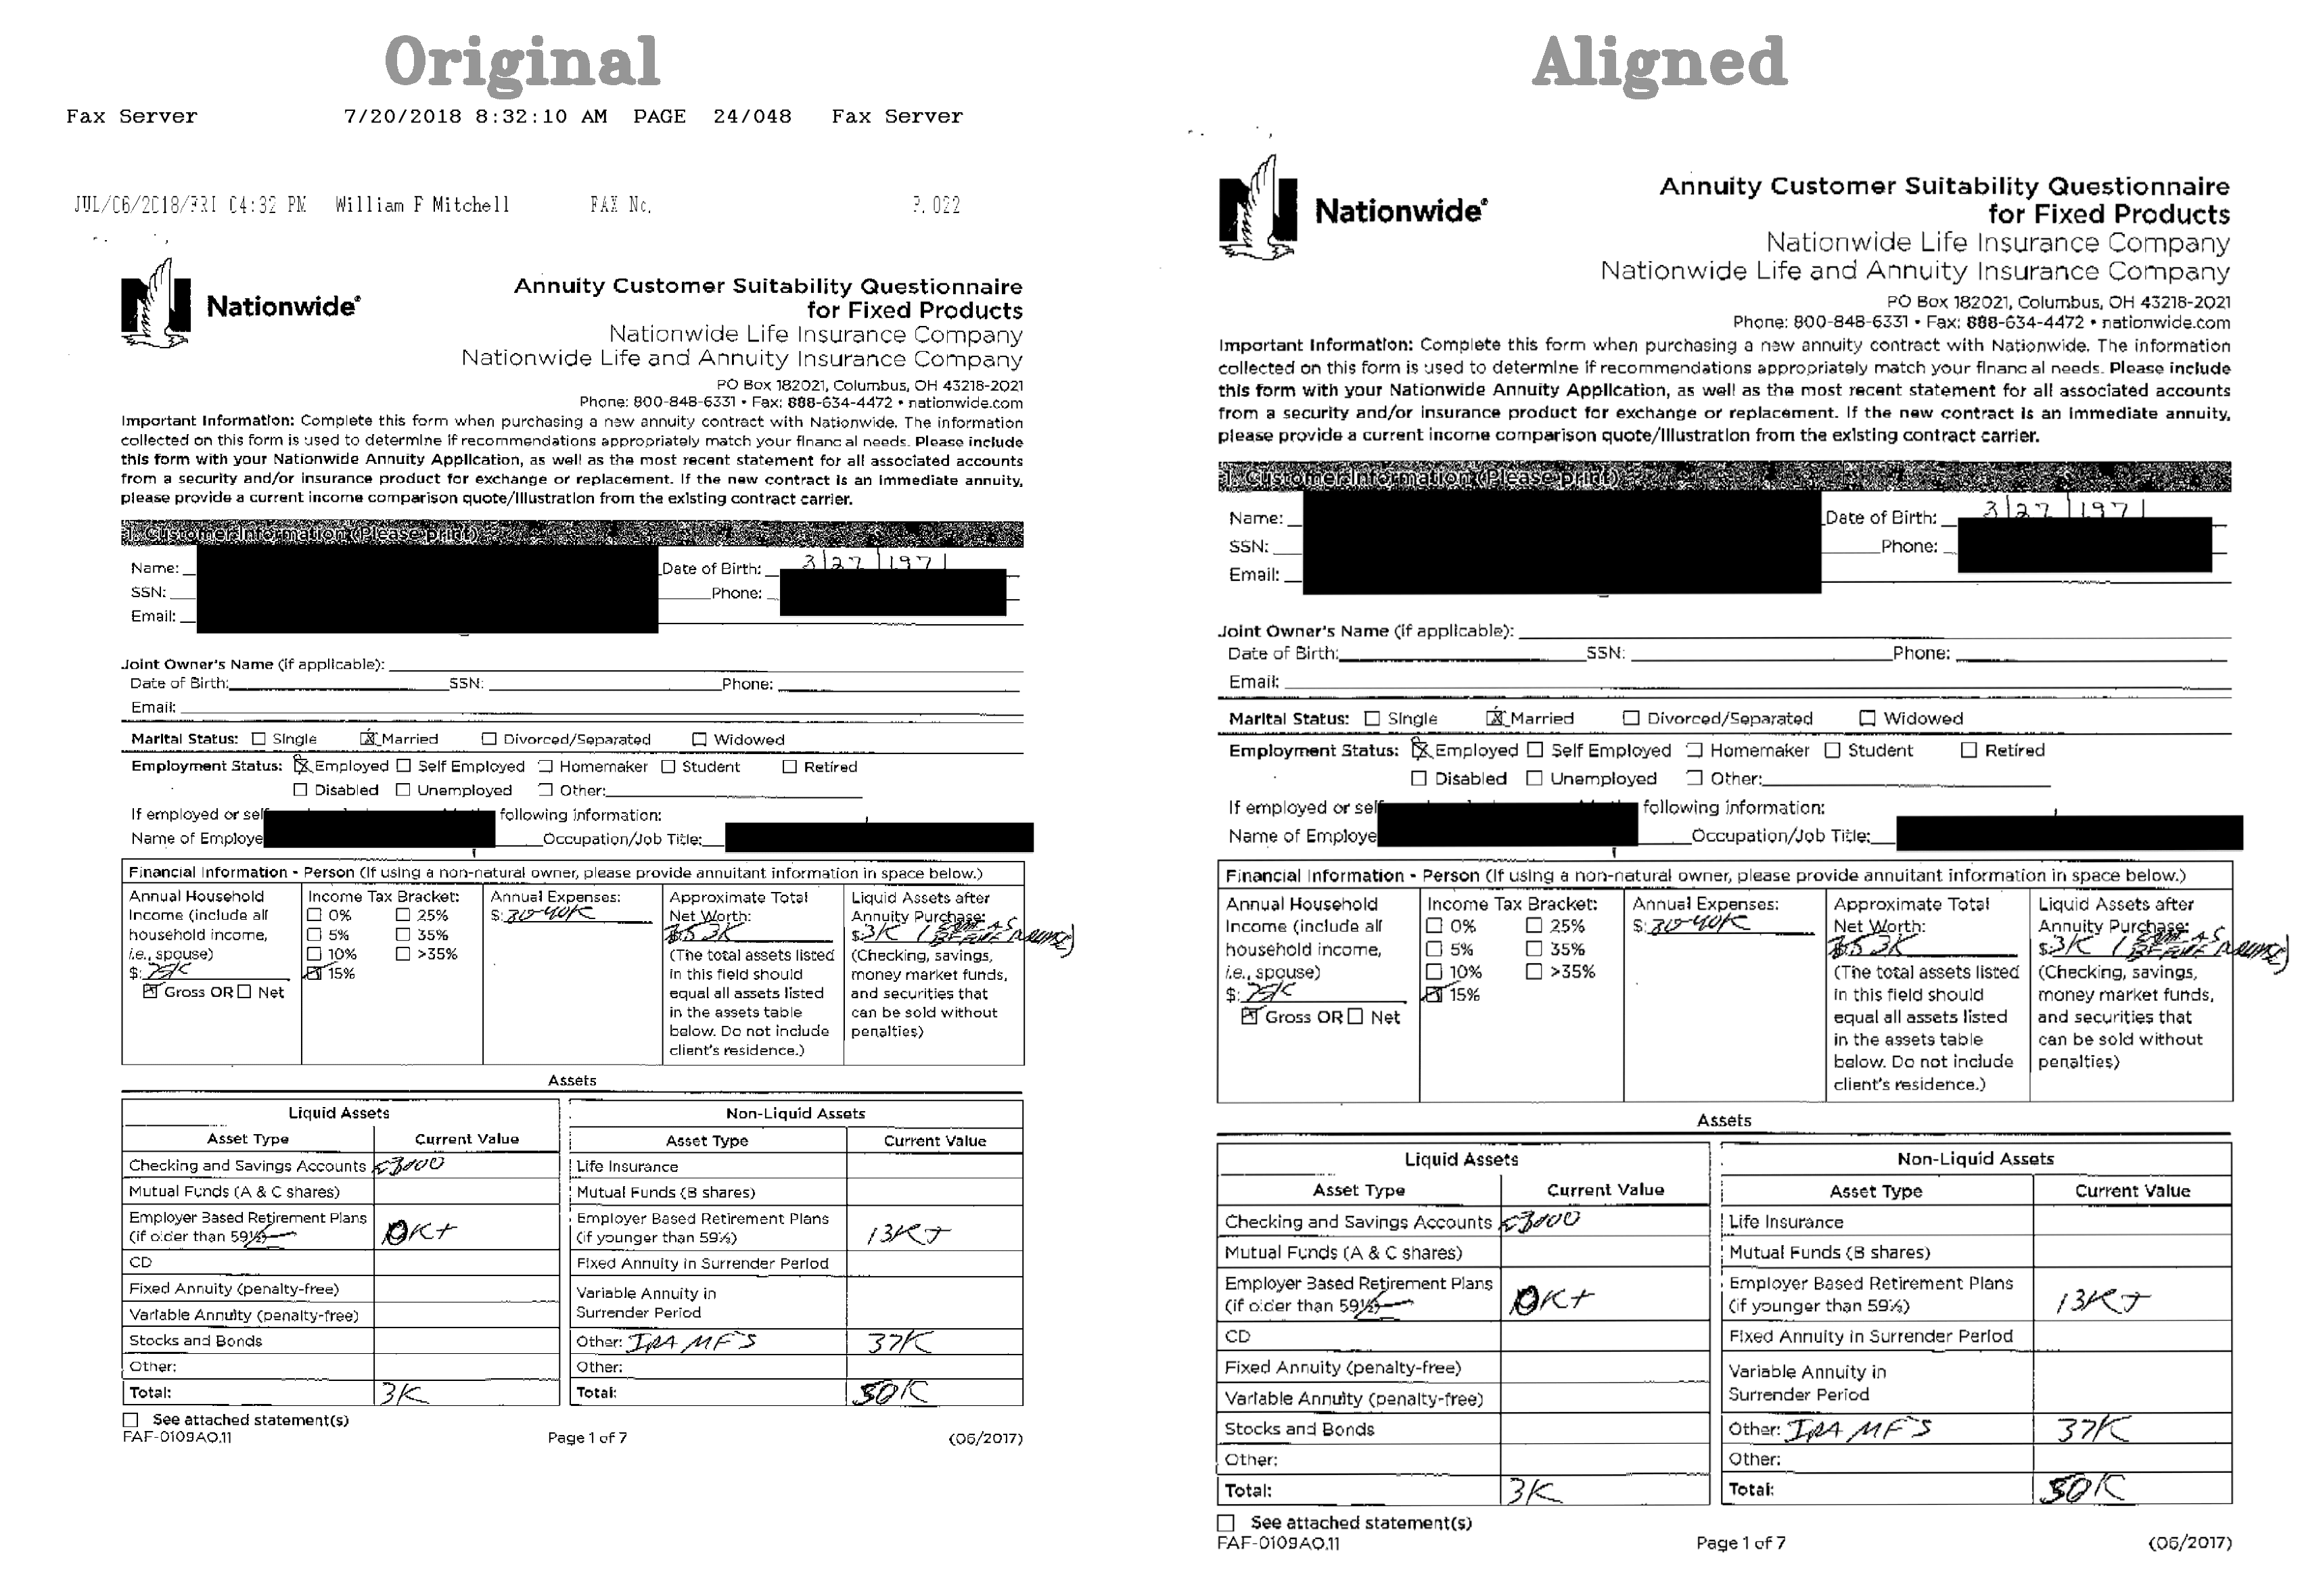 Original
Fax Server 7/20/2018 8:32:10 AM PAGE 24/048 Fax Server
JUL/06/2018/FRI 04:32 PM William F Mitchell FAX No. P. 022
Nationwide®
Annuity Customer Suitability Questionnaire
for Fixed Products
Nationwide Life Insurance Company
Nationwide Life and Annuity Insurance Company
PO Box 182021, Columbus, OH 43218-2021
Phone: 800-848-6331 • Fax: 888-634-4472 • nationwide.com
Important Information: Complete this form when purchasing a new annuity contract with Nationwide. The information
collected on this form is used to determine if recommendations appropriately match your financ al needs. Please include
this form with your Nationwide Annuity Application, as well as the most recent statement for all associated accounts
from a security and/or insurance product for exchange or replacement. If the new contract is an immediate annuity,
please provide a current income comparison quote/illustration from the existing contract carrier.
1. Customer Information (Please print)
Name: Date of Birth: 3/27/1971
SSN: Phone:
Email:
Joint Owner's Name (if applicable):
Date of Birth: SSN: Phone:
Email:
Marital Status: ☐ Single ☒ Married ☐ Divorced/Separated ☐ Widowed
Employment Status: ☒ Employed ☐ Self Employed ☐ Homemaker ☐ Student ☐ Retired
☐ Disabled ☐ Unemployed ☐ Other:
If employed or sel following information:
Name of Employe Occupation/Job Title:
Financial Information - Person (If using a non-natural owner, please provide annuitant information in space below.)
Annual Household
Income (include all
household income,
i.e., spouse)
$: 75K
☒ Gross OR ☐ Net
Income Tax Bracket:
☐ 0% ☐ 25%
☐ 5% ☐ 35%
☐ 10% ☐ >35%
☒ 15%
Annual Expenses:
$: 30-40K
Approximate Total
Net Worth:
$53K
(The total assets listed
in this field should
equal all assets listed
in the assets table
below. Do not include
client's residence.)
Liquid Assets after
Annuity Purchase:
$3K (SAME AS
BEFORE
(Checking, savings,
money market funds,
and securities that
can be sold without
penalties)
Assets
Liquid Assets
Asset Type Current Value
Checking and Savings Accounts <3000
Mutual Funds (A & C shares)
Employer Based Retirement Plans
(if older than 59½)
CD
Fixed Annuity (penalty-free)
Variable Annuity (penalty-free)
Stocks and Bonds
Other:
Total: 3K
Non-Liquid Assets
Asset Type Current Value
Life Insurance
Mutual Funds (B shares)
Employer Based Retirement Plans
(if younger than 59½) 13K+
Fixed Annuity in Surrender Period
Variable Annuity in
Surrender Period
Other: IRA MF'S 37K
Other:
Total: 50K
☐ See attached statement(s)
FAF-0109AO.11 Page 1 of 7 (06/2017)
Aligned
Nationwide®
Annuity Customer Suitability Questionnaire
for Fixed Products
Nationwide Life Insurance Company
Nationwide Life and Annuity Insurance Company
PO Box 182021, Columbus, OH 43218-2021
Phone: 800-848-6331 • Fax: 888-634-4472 • nationwide.com
Important Information: Complete this form when purchasing a new annuity contract with Nationwide. The information
collected on this form is used to determine if recommendations appropriately match your financ al needs. Please include
this form with your Nationwide Annuity Application, as well as the most recent statement for all associated accounts
from a security and/or insurance product for exchange or replacement. If the new contract is an immediate annuity,
please provide a current income comparison quote/illustration from the existing contract carrier.
1. Customer Information (Please print)
Name: Date of Birth: 3/27/1971
SSN: Phone:
Email:
Joint Owner's Name (if applicable):
Date of Birth: SSN: Phone:
Email:
Marital Status: ☐ Single ☒ Married ☐ Divorced/Separated ☐ Widowed
Employment Status: ☒ Employed ☐ Self Employed ☐ Homemaker ☐ Student ☐ Retired
☐ Disabled ☐ Unemployed ☐ Other:
If employed or self following information:
Name of Employe Occupation/Job Title:
Financial Information - Person (If using a non-natural owner, please provide annuitant information in space below.)
Annual Household
Income (include all
household income,
i.e., spouse)
$: 75K
☒ Gross OR ☐ Net
Income Tax Bracket:
☐ 0% ☐ 25%
☐ 5% ☐ 35%
☐ 10% ☐ >35%
☒ 15%
Annual Expenses:
$: 30-40K
Approximate Total
Net Worth:
$53K
(The total assets listed
in this field should
equal all assets listed
in the assets table
below. Do not include
client's residence.)
Liquid Assets after
Annuity Purchase:
$3K (SAME AS
BEFORE
(Checking, savings,
money market funds,
and securities that
can be sold without
penalties)
Assets
Liquid Assets
Asset Type Current Value
Checking and Savings Accounts <3000
Mutual Funds (A & C shares)
Employer Based Retirement Plans
(if older than 59½)
CD
Fixed Annuity (penalty-free)
Variable Annuity (penalty-free)
Stocks and Bonds
Other:
Total: 3K
Non-Liquid Assets
Asset Type Current Value
Life Insurance
Mutual Funds (B shares)
Employer Based Retirement Plans
(if younger than 59½) 13K+
Fixed Annuity in Surrender Period
Variable Annuity in
Surrender Period
Other: IRA MF'S 37K
Other:
Total: 50K
☐ See attached statement(s)
FAF-0109AO.11 Page 1 of 7 (06/2017)